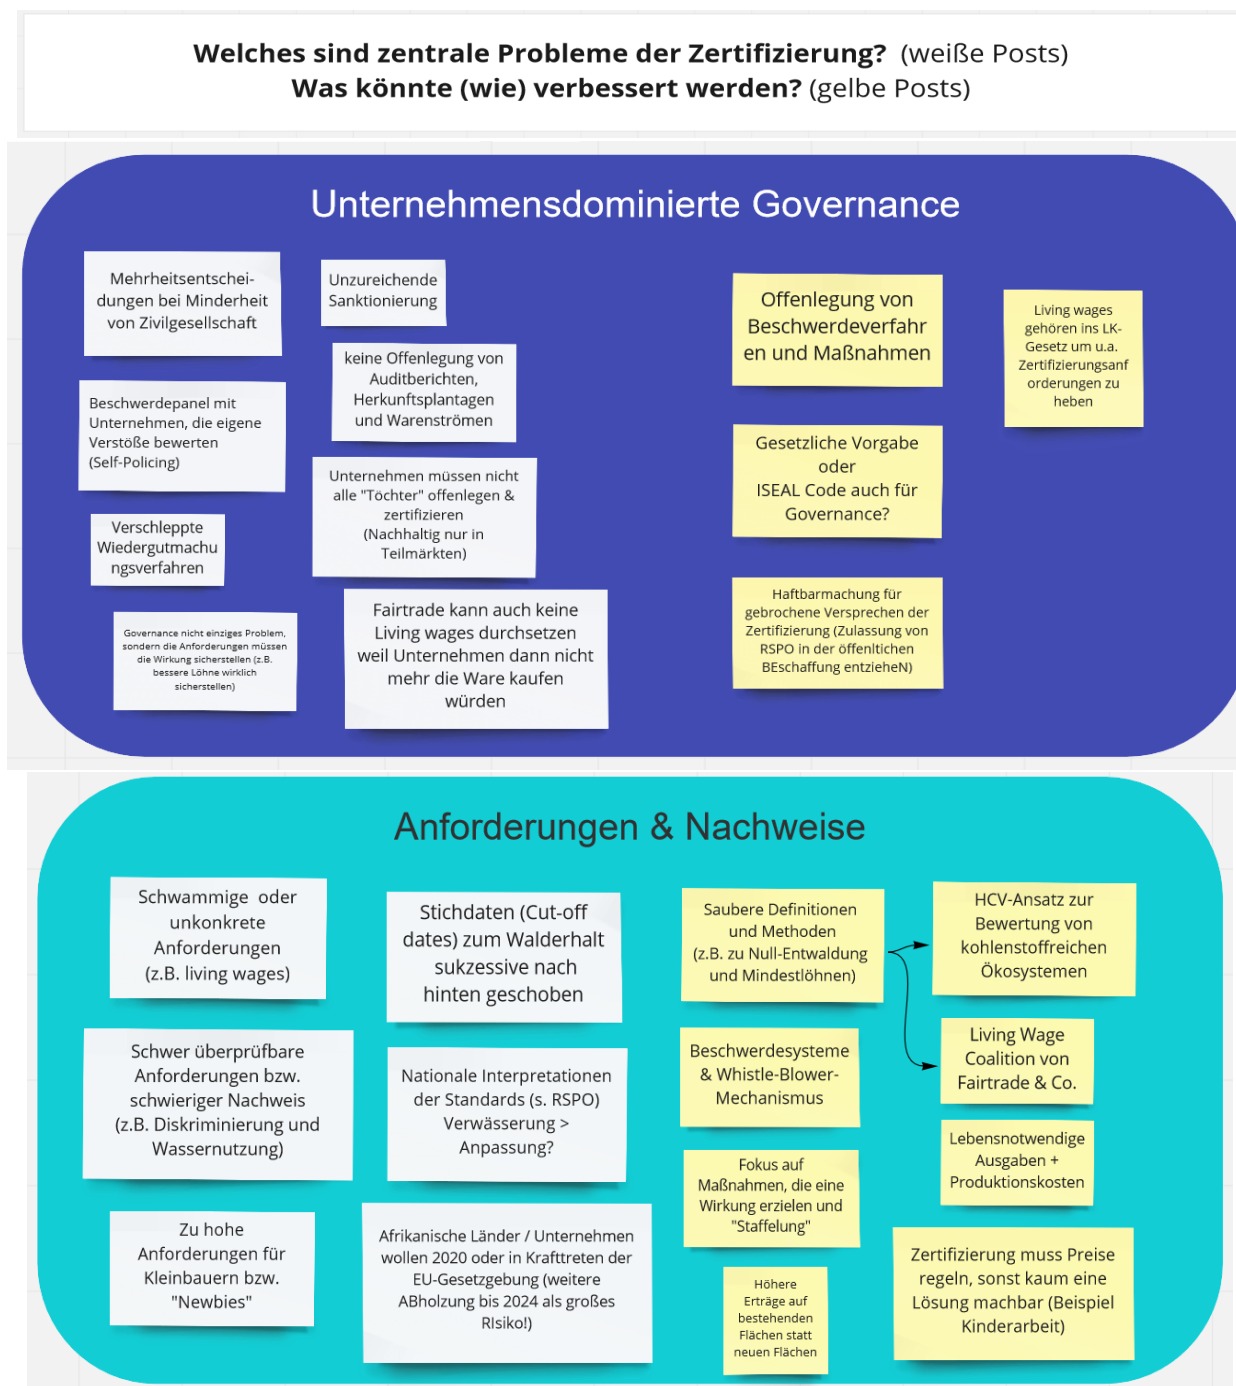 Welches sind zentrale Probleme der Zertifizierung? (weiße Posts)
Was könnte (wie) verbessert werden? (gelbe Posts)
Unternehmensdominierte Governance
Mehrheitsentschei-
dungen bei Minderheit
von Zivilgesellschaft
Unzureichende
Sanktionierung
keine Offenlegung von
Auditberichten,
Herkunftsplantagen
und Warenströmen
Beschwerdepanel mit
Unternehmen, die eigene
Verstöße bewerten
(Self-Policing)
Unternehmen müssen nicht
alle "Töchter" offenlegen &
zertifizieren
(Nachhaltig nur in
Teilmärkten)
Verschleppte
Wiedergutmachu
ngsverfahren
Governance nicht einziges Problem,
sondern die Anforderungen müssen
die Wirkung sicherstellen (z.B.
bessere Löhne wirklich
sicherstellen)
Fairtrade kann auch keine
Living wages durchsetzen
weil Unternehmen dann nicht
mehr die Ware kaufen
würden
Offenlegung von
Beschwerdeverfahr
en und Maßnahmen
Living wages
gehören ins LK-
Gesetz um u.a.
Zertifizierungsanf
orderungen zu
heben
Gesetzliche Vorgabe
oder
ISEAL Code auch für
Governance?
Haftbarmachung für
gebrochene Versprechen der
Zertifizierung (Zulassung von
RSPO in der öffenltichen
BEschaffung entzieheN)
Anforderungen & Nachweise
Schwammige oder
unkonkrete
Anforderungen
(z.B. living wages)
Stichdaten (Cut-off
dates) zum Walderhalt
sukzessive nach
hinten geschoben
Schwer überprüfbare
Anforderungen bzw.
schwieriger Nachweis
(z.B. Diskriminierung und
Wassernutzung)
Nationale Interpretationen
der Standards (s. RSPO)
Verwässerung >
Anpassung?
Zu hohe
Anforderungen für
Kleinbauern bzw.
"Newbies"
Afrikanische Länder / Unternehmen
wollen 2020 oder in Krafttreten der
EU-Gesetzgebung (weitere
ABholzung bis 2024 als großes
RIsiko!)
Saubere Definitionen
und Methoden
(z.B. zu Null-Entwaldung
und Mindestlöhnen)
HCV-Ansatz zur
Bewertung von
kohlenstoffreichen
Ökosystemen
Living Wage
Coalition von
Fairtrade & Co.
Beschwerdesysteme
& Whistle-Blower-
Mechanismus
Lebensnotwendige
Ausgaben +
Produktionskosten
Fokus auf
Maßnahmen, die eine
Wirkung erzielen und
"Staffelung"
Höhere
Erträge auf
bestehenden
Flächen statt
neuen Flächen
Zertifizierung muss Preise
regeln, sonst kaum eine
Lösung machbar (Beispiel
Kinderarbeit)